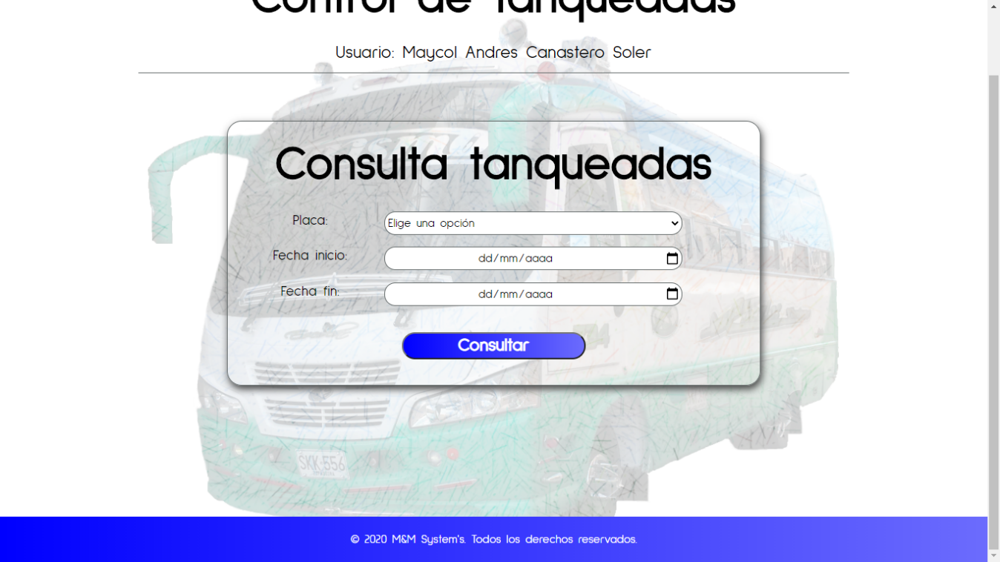 Control de tanqueadas
Usuario: Maycol Andres Canastero Soler
Consulta tanqueadas
Placa:
Elige una opción
Fecha inicio:
dd/mm/aaaa
Fecha fin:
dd/mm/aaaa
Consultar
SKK:556
© 2020 M&M System's. Todos los derechos reservados.